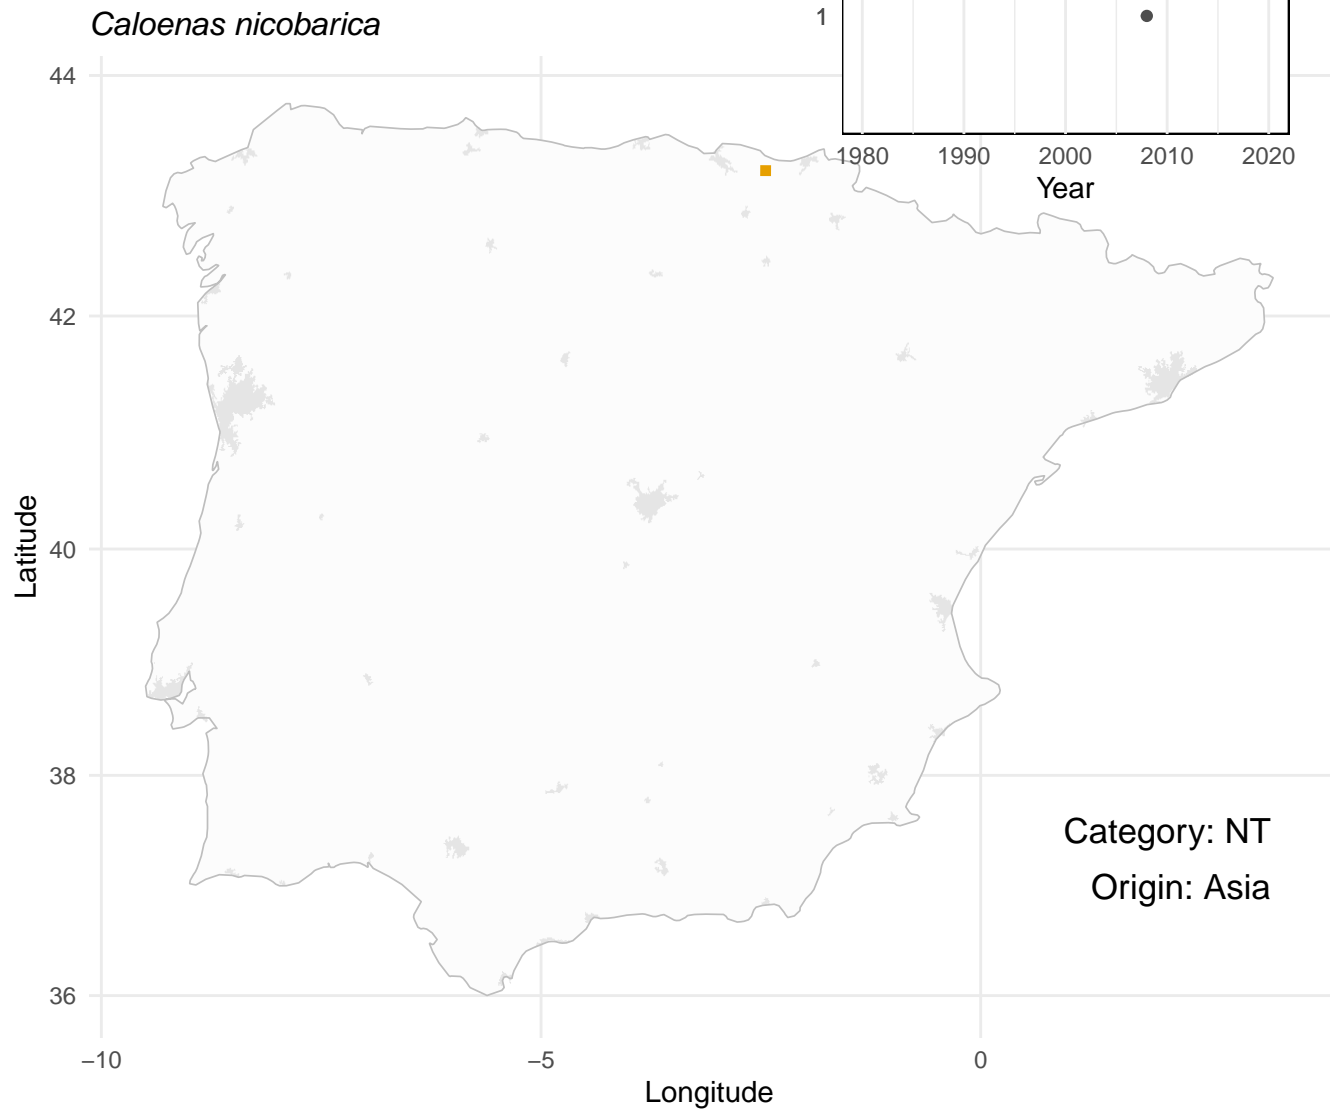 Caloenas nicobarica
1
1980 1990 2000 2010 2020
Year
44
42
40
38
36
Latitude
Category: NT
Origin: Asia
−10 −5 0
Longitude